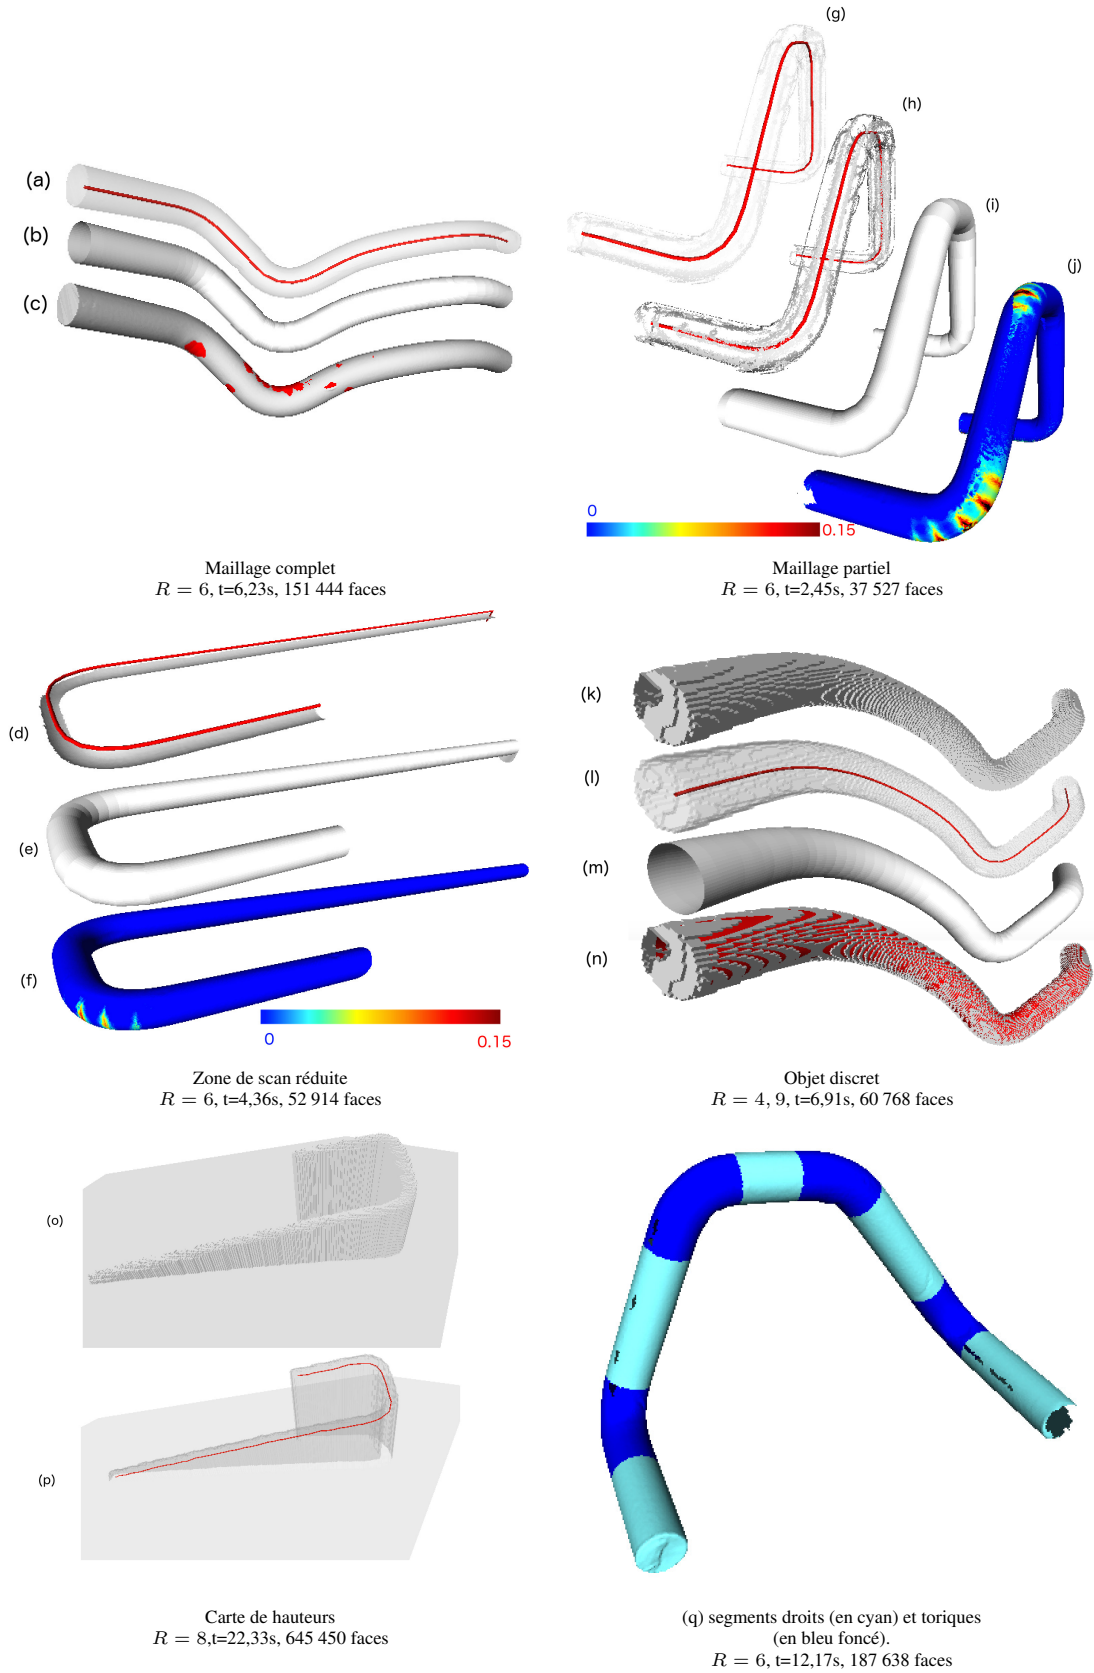 (g)
(h)
(a)
(b)
(c)
(i)
(j)
0
0.15
Maillage complet
R = 6, t=6,23s, 151 444 faces
Maillage partiel
R = 6, t=2,45s, 37 527 faces
(d)
(e)
(f)
0
0.15
(k)
(l)
(m)
(n)
Zone de scan réduite
R = 6, t=4,36s, 52 914 faces
Objet discret
R = 4, 9, t=6,91s, 60 768 faces
(o)
(p)
Carte de hauteurs
R = 8,t=22,33s, 645 450 faces
(q) segments droits (en cyan) et toriques
(en bleu foncé).
R = 6, t=12,17s, 187 638 faces